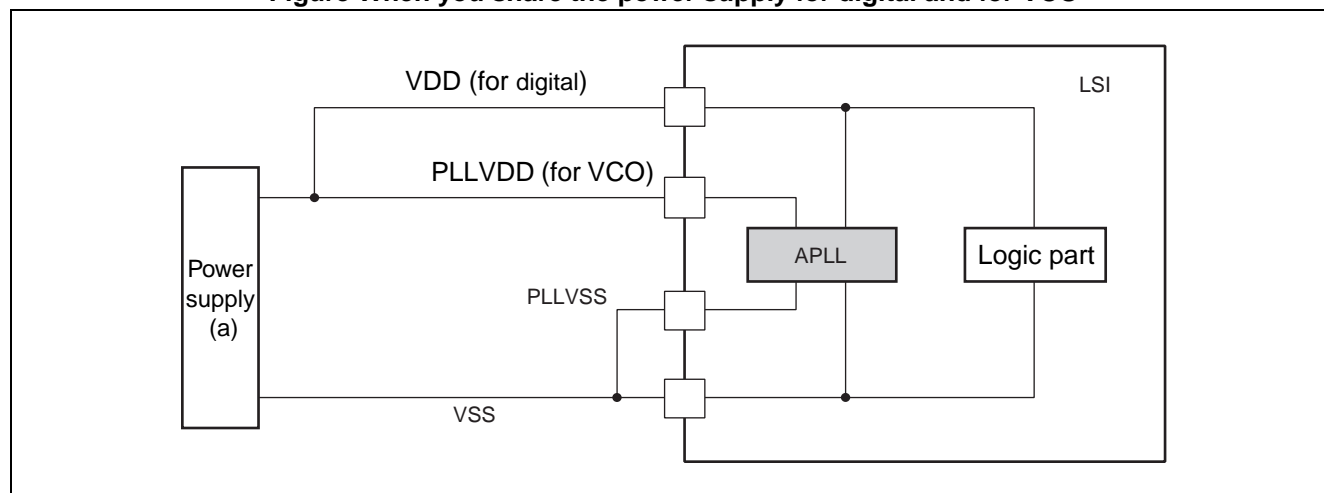 Figure When you share the power supply for digital and for VCO
VDD (for digital)
LSI
PLLVDD (for VCO)
APLL
Logic part
Power
supply
(a)
PLLVSS
VSS